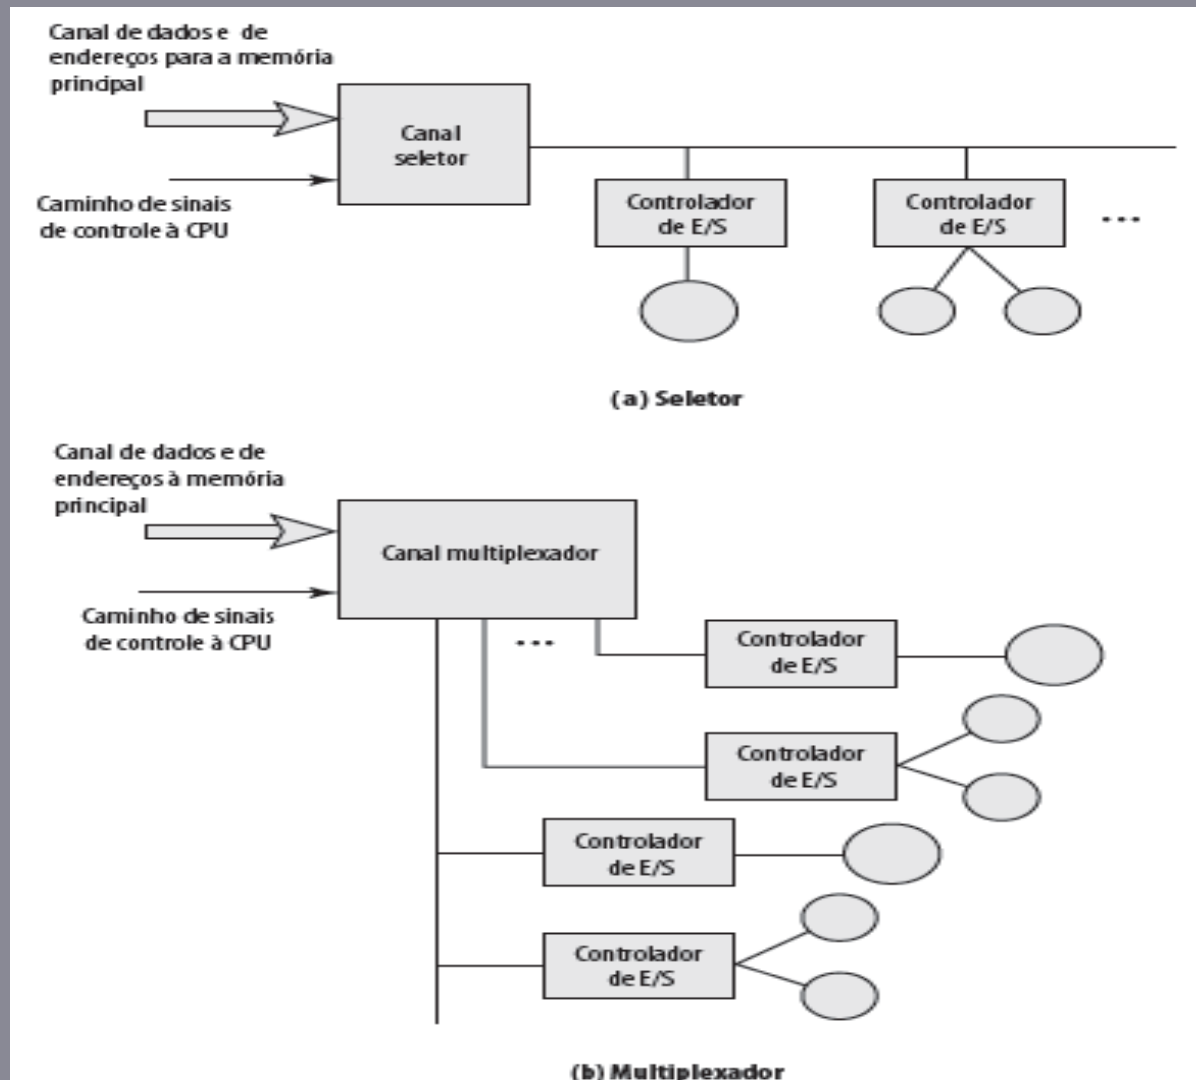 Canal de dados e de
endereços para a memória
principal
Canal
seletor
Caminho de sinais
de controle à CPU
Controlador
de E/S
Controlador
de E/S
...
(a) Seletor
Canal de dados e de
endereços à memória
principal
Canal multiplexador
Caminho de sinais
de controle à CPU
...
Controlador
de E/S
Controlador
de E/S
Controlador
de E/S
Controlador
de E/S
(b) Multiplexador